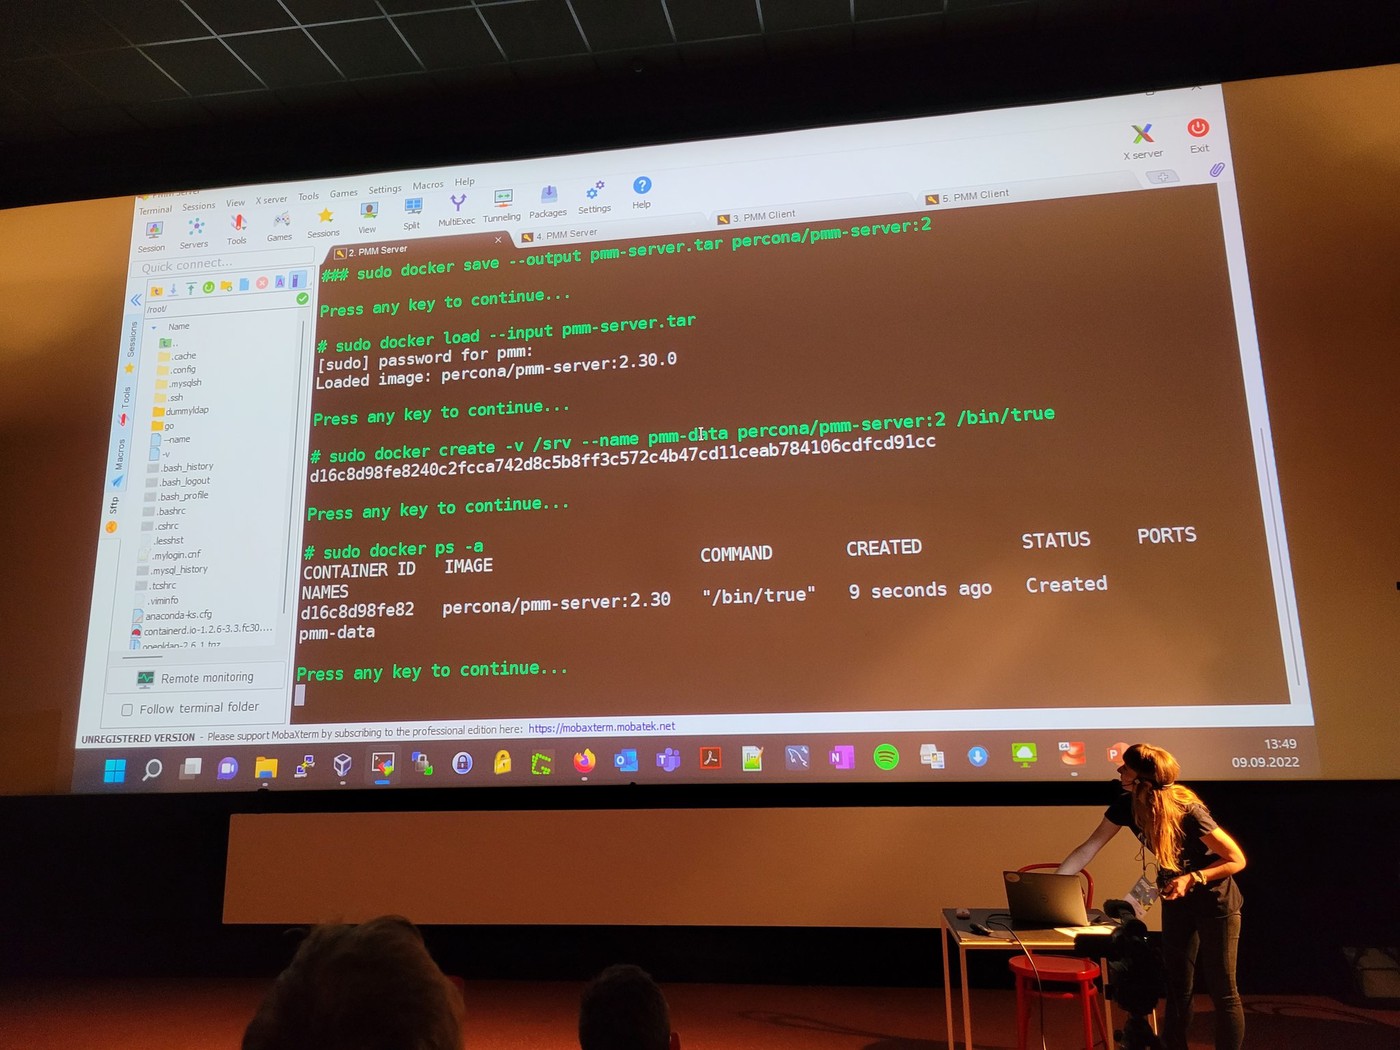 Terminal Sessions View X server Tools Games Settings Macros Help
Session Servers Tools Games Sessions View Split MultiExec Tunneling Packages Settings Help
X server Exit
Quick connect...
2. PMM Server
4. PMM Server
3. PMM Client
5. PMM Client
/root/
Name
..
.cache
.config
.mysqlsh
.ssh
dummyldap
go
--name
-v
.bash_history
.bash_logout
.bash_profile
.bashrc
.cshrc
.lesshst
.mylogin.cnf
.mysql_history
.tcshrc
.viminfo
anaconda-ks.cfg
containerd.io-1.2.6-3.3.fc30....
openldap-2.6.1.tgz
Sessions
Tools
Macros
Sftp
Remote monitoring
Follow terminal folder
### sudo docker save --output pmm-server.tar percona/pmm-server:2
Press any key to continue...
# sudo docker load --input pmm-server.tar
[sudo] password for pmm:
Loaded image: percona/pmm-server:2.30.0
Press any key to continue...
# sudo docker create -v /srv --name pmm-data percona/pmm-server:2 /bin/true
d16c8d98fe8240c2fcca742d8c5b8ff3c572c4b47cd11ceab784106cdfcd91cc
Press any key to continue...
# sudo docker ps -a
CONTAINER ID IMAGE COMMAND CREATED STATUS PORTS
NAMES
d16c8d98fe82 percona/pmm-server:2.30 "/bin/true" 9 seconds ago Created
pmm-data
Press any key to continue...
UNREGISTERED VERSION - Please support MobaXterm by subscribing to the professional edition here: https://mobaxterm.mobatek.net
13:49
09.09.2022